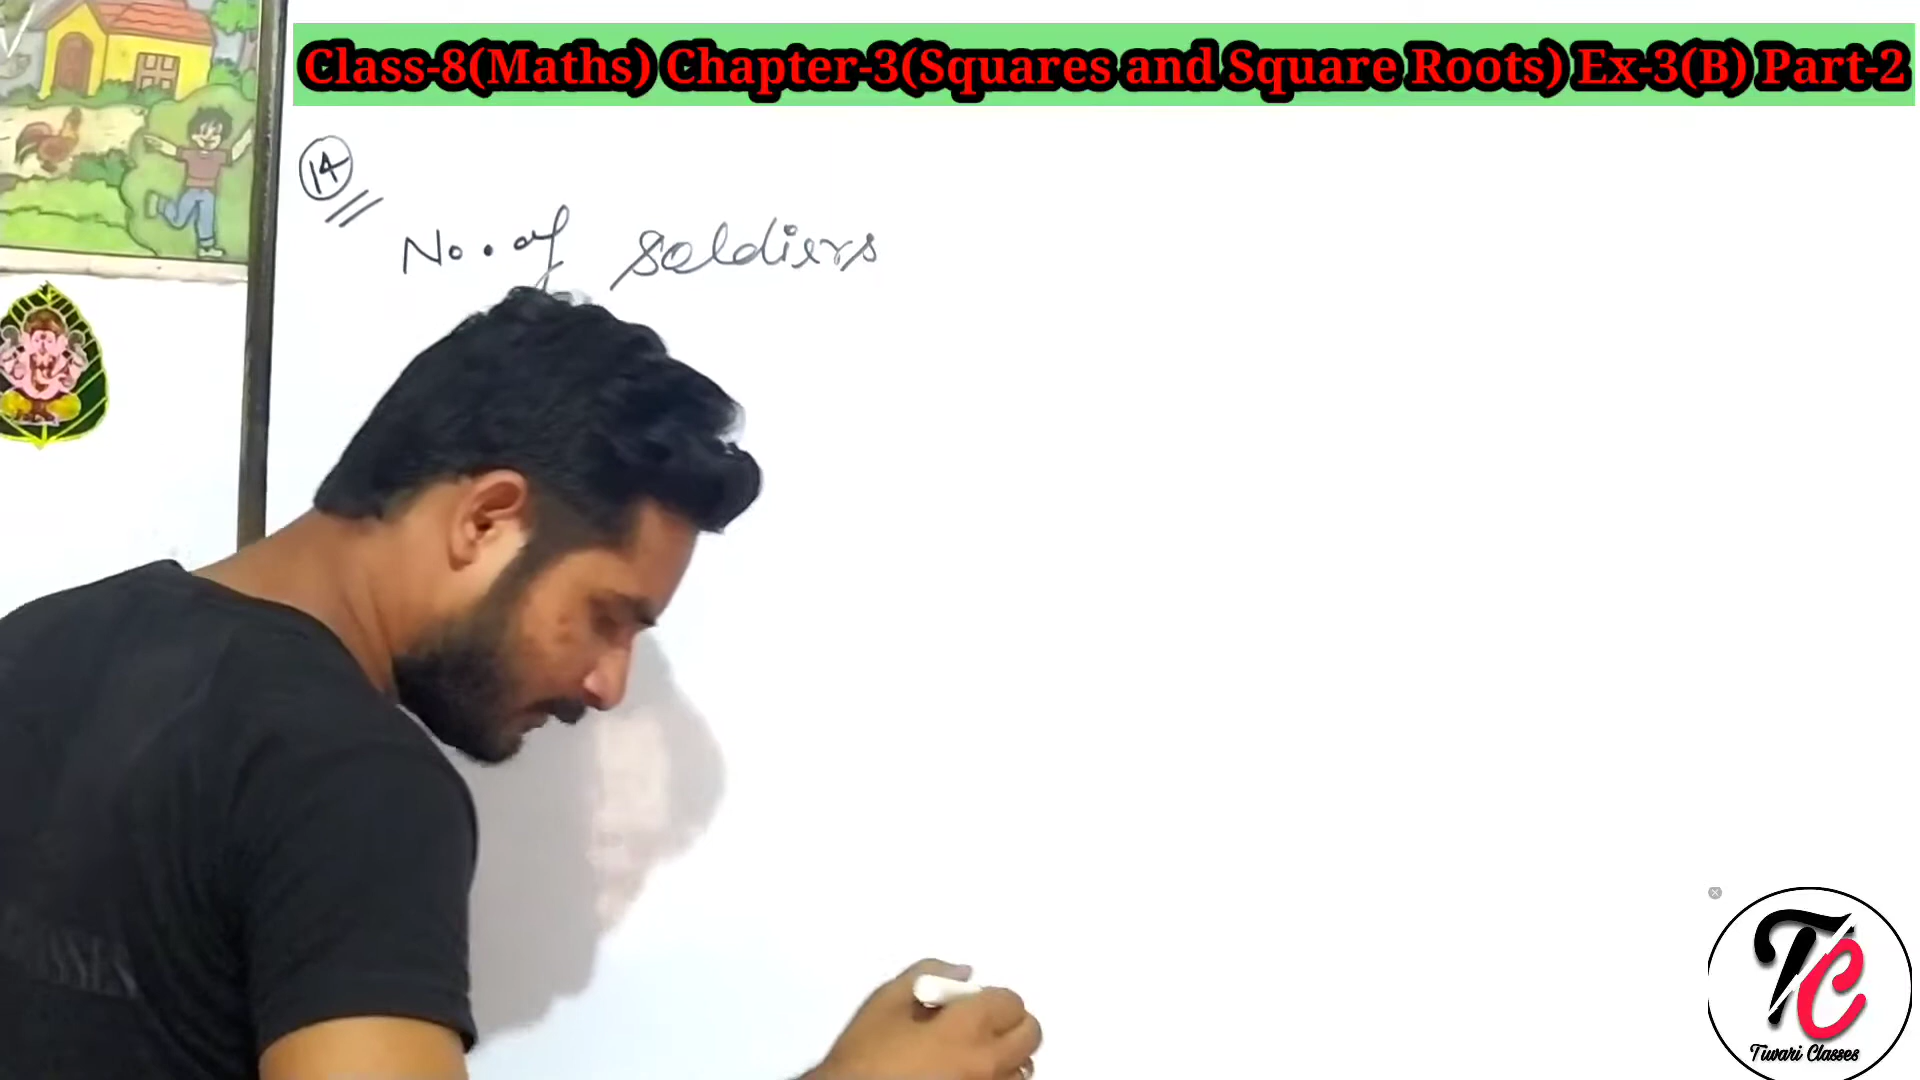 Class-8(Maths) Chapter-3(Squares and Square Roots) Ex-3(B) Part-2
14
No. of soldiers
TC
Tiwari Classes